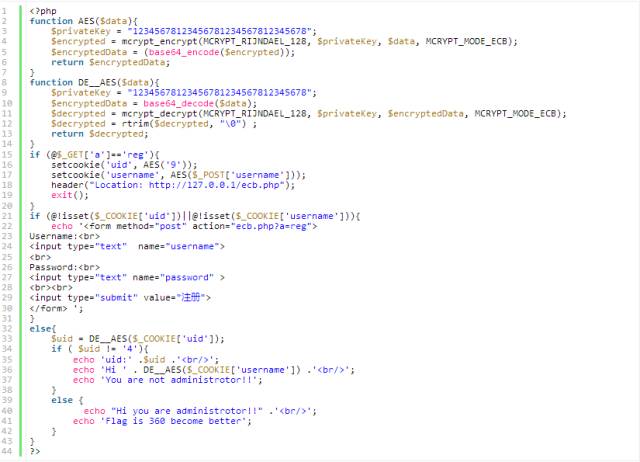 1 <?php
2 function AES($data){
3 $privateKey = "12345678123456781234567812345678";
4 $encrypted = mcrypt_encrypt(MCRYPT_RIJNDAEL_128, $privateKey, $data, MCRYPT_MODE_ECB);
5 $encryptedData = (base64_encode($encrypted));
6 return $encryptedData;
7 }
8 function DE__AES($data){
9 $privateKey = "12345678123456781234567812345678";
10 $encryptedData = base64_decode($data);
11 $decrypted = mcrypt_decrypt(MCRYPT_RIJNDAEL_128, $privateKey, $encryptedData, MCRYPT_MODE_ECB);
12 $decrypted = rtrim($decrypted, "\0") ;
13 return $decrypted;
14 }
15 if (@$_GET['a']=='reg'){
16 setcookie('uid', AES('9'));
17 setcookie('username', AES($_POST['username']));
18 header("Location: http://127.0.0.1/ecb.php");
19 exit();
20 }
21 if (@!isset($_COOKIE['uid'])||@!isset($_COOKIE['username'])){
22 echo '<form method="post" action="ecb.php?a=reg">
23 Username:<br>
24 <input type="text"  name="username">
25 <br>
26 Password:<br>
27 <input type="text" name="password" >
28 <br><br>
29 <input type="submit" value="注册">
30 </form> ';
31 }
32 else{
33 $uid = DE__AES($_COOKIE['uid']);
34 if ( $uid != '4'){
35 echo 'uid:' .$uid .'<br/>';
36 echo 'Hi ' . DE__AES($_COOKIE['username']) .'<br/>';
37 echo 'You are not administrotor!!';
38 }
39 else {
40 echo "Hi you are administrotor!!" .'<br/>';
41 echo 'Flag is 360 become better';
42 }
43 }
44 ?>